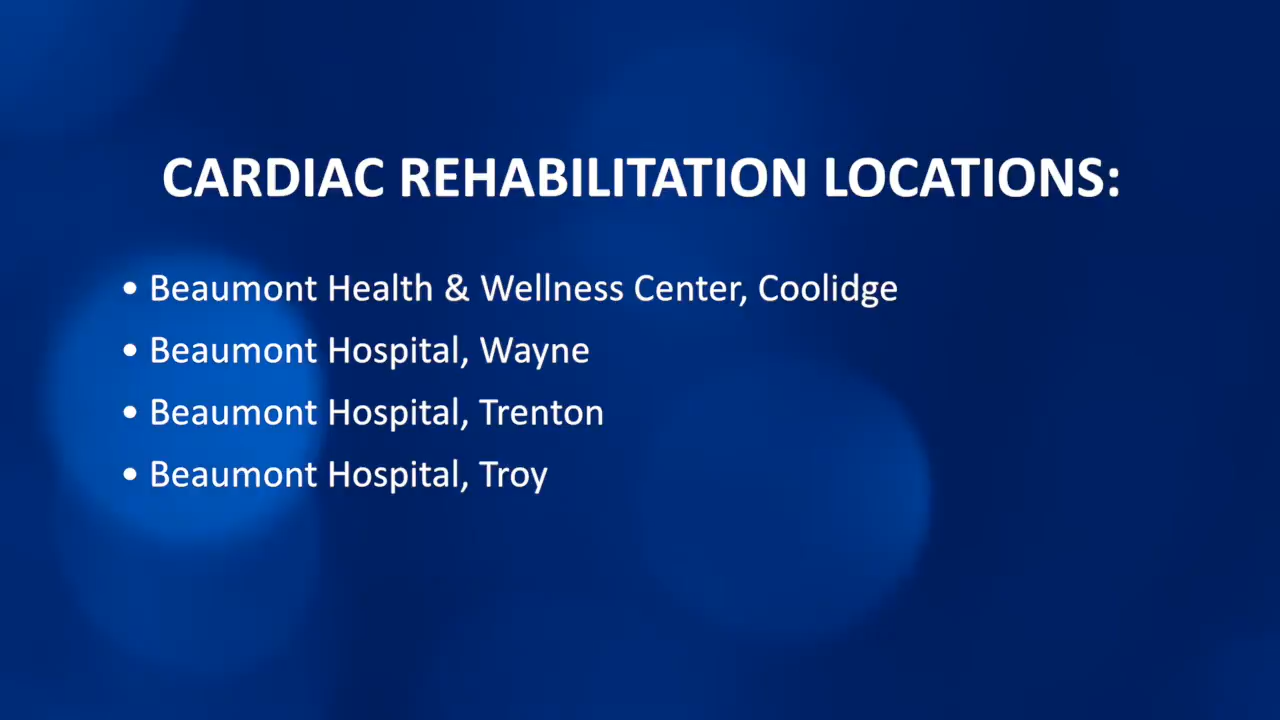 CARDIAC REHABILITATION LOCATIONS:
• Beaumont Health & Wellness Center, Coolidge
• Beaumont Hospital, Wayne
• Beaumont Hospital, Trenton
• Beaumont Hospital, Troy